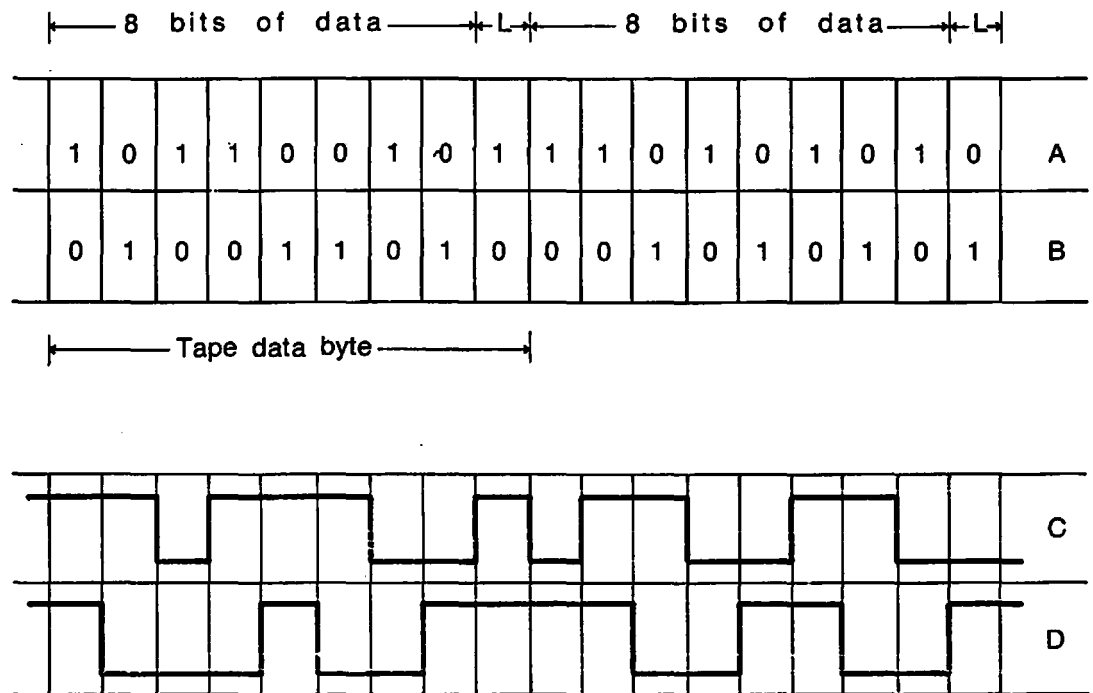 8 bits of data L 8 bits of data L
1 0 1 1 0 0 1 0 1 1 1 0 1 0 1 0 1 0 A
0 1 0 0 1 1 0 1 0 0 0 1 0 1 0 1 0 1 B
Tape data byte
C
D